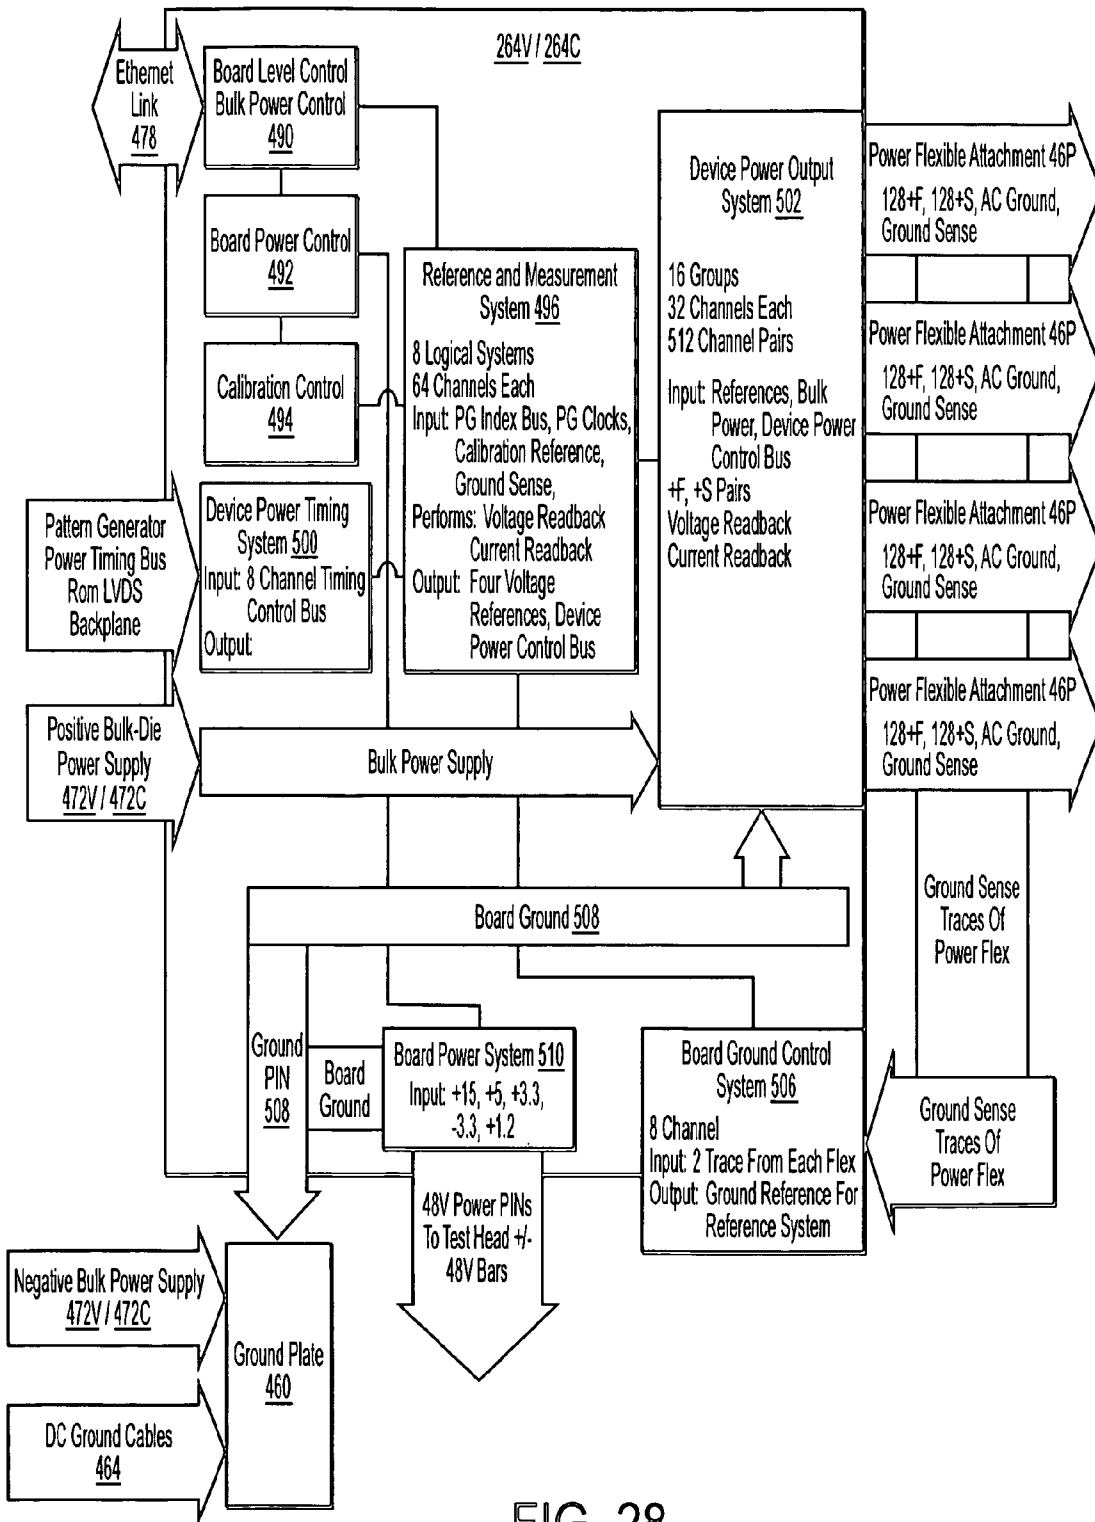 264V / 264C
Ethernet
Link
478
Board Level Control
Bulk Power Control
490
Board Power Control
492
Calibration Control
494
Pattern Generator
Power Timing Bus
Rom LVDS
Backplane
Device Power Timing
System 500
Input: 8 Channel Timing
Control Bus
Output:
Reference and Measurement
System 496
8 Logical Systems
64 Channels Each
Input: PG Index Bus, PG Clocks,
Calibration Reference,
Ground Sense,
Performs: Voltage Readback
Current Readback
Output: Four Voltage
References, Device
Power Control Bus
Device Power Output
System 502
16 Groups
32 Channels Each
512 Channel Pairs
Input: References, Bulk
Power, Device Power
Control Bus
+F, +S Pairs
Voltage Readback
Current Readback
Power Flexible Attachment 46P
128+F, 128+S, AC Ground,
Ground Sense
Power Flexible Attachment 46P
128+F, 128+S, AC Ground,
Ground Sense
Power Flexible Attachment 46P
128+F, 128+S, AC Ground,
Ground Sense
Power Flexible Attachment 46P
128+F, 128+S, AC Ground,
Ground Sense
Positive Bulk-Die
Power Supply
472V / 472C
Bulk Power Supply
Board Ground 508
Ground Sense
Traces Of
Power Flex
Ground
PIN
508
Board
Ground
Board Power System 510
Input: +15, +5, +3.3,
-3.3, +1.2
Board Ground Control
System 506
8 Channel
Input: 2 Trace From Each Flex
Output: Ground Reference For
Reference System
Ground Sense
Traces Of
Power Flex
48V Power PINs
To Test Head +/-
48V Bars
Negative Bulk Power Supply
472V / 472C
Ground Plate
460
DC Ground Cables
464
FIG. 28